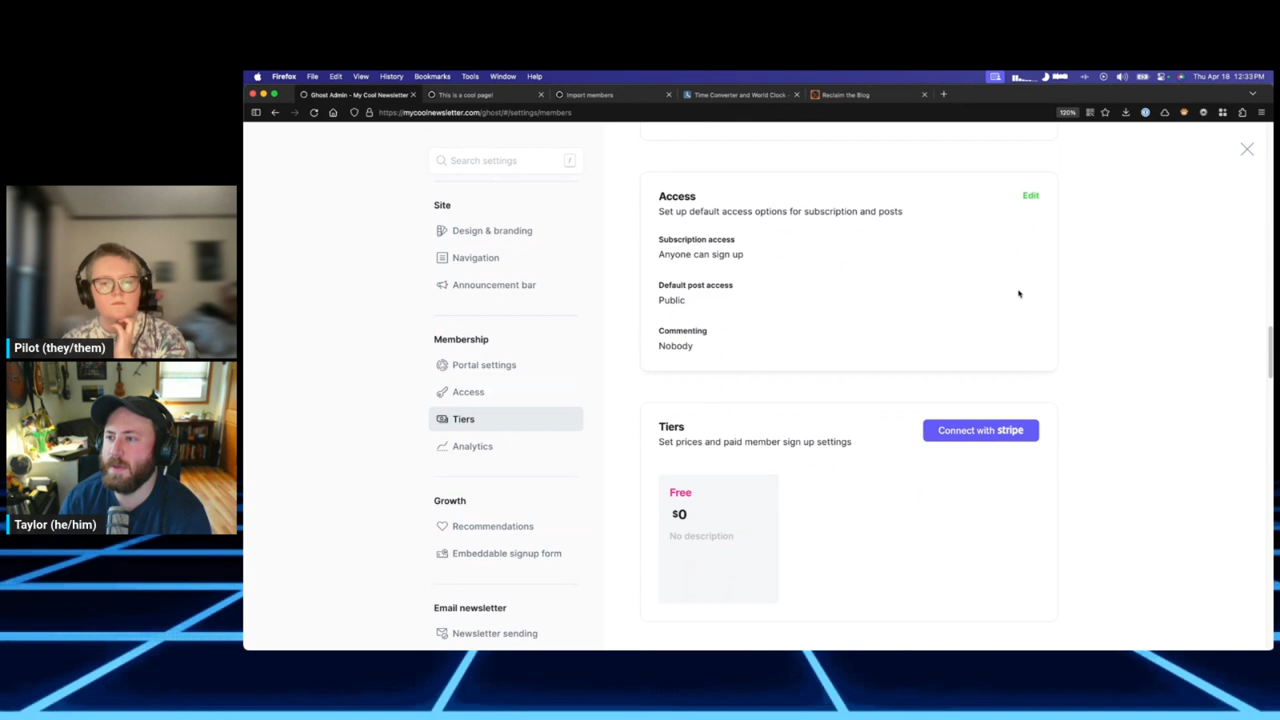 Firefox File Edit View History Bookmarks Tools Window Help
Thu Apr 18 12:33 PM
Ghost Admin - My Cool Newsletter
This is a cool page!
Import members
Time Converter and World Clock -
Reclaim the Blog
https://mycoolnewsletter.com/ghost/#/settings/members
120%
Search settings
/
Site
Design & branding
Navigation
Announcement bar
Membership
Portal settings
Access
Tiers
Analytics
Growth
Recommendations
Embeddable signup form
Email newsletter
Newsletter sending
Access
Edit
Set up default access options for subscription and posts
Subscription access
Anyone can sign up
Default post access
Public
Commenting
Nobody
Tiers
Connect with stripe
Set prices and paid member sign up settings
Free
$0
No description
Pilot (they/them)
Taylor (he/him)